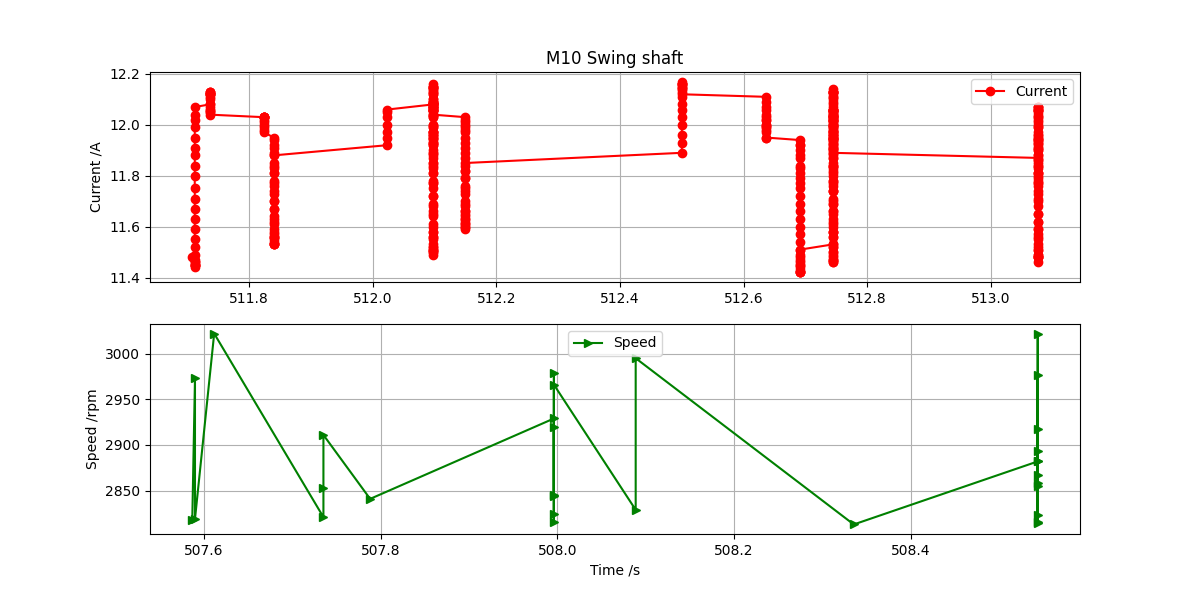 M10 Swing shaft
12.2
12.0
11.8
11.6
11.4
Current /A
Current
511.8 512.0 512.2 512.4 512.6 512.8 513.0
3000
2950
2900
2850
Speed /rpm
Speed
507.6 507.8 508.0 508.2 508.4
Time /s